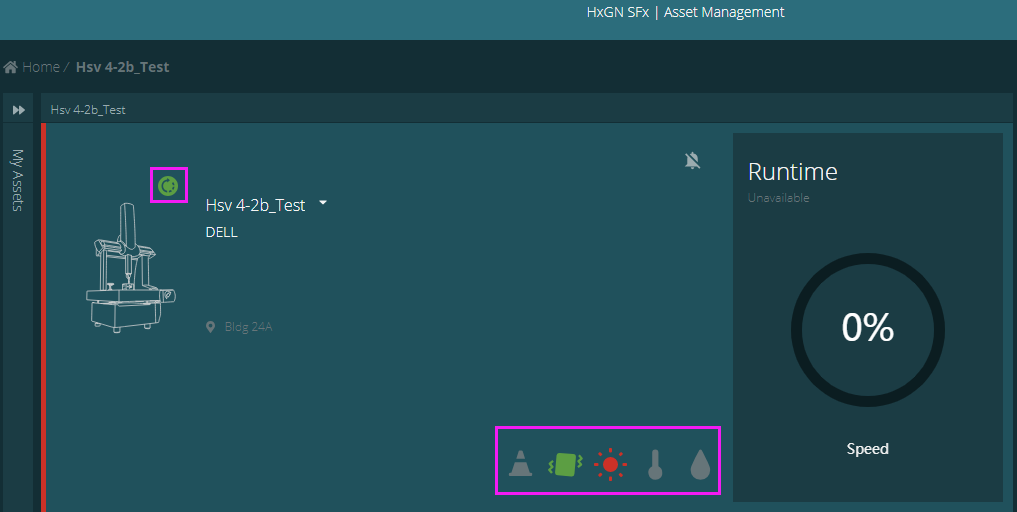 HxGN SFx | Asset Management
Home / Hsv 4-2b_Test
Hsv 4-2b_Test
My Assets
Hsv 4-2b_Test
DELL
Bldg 24A
Runtime
Unavailable
0%
Speed